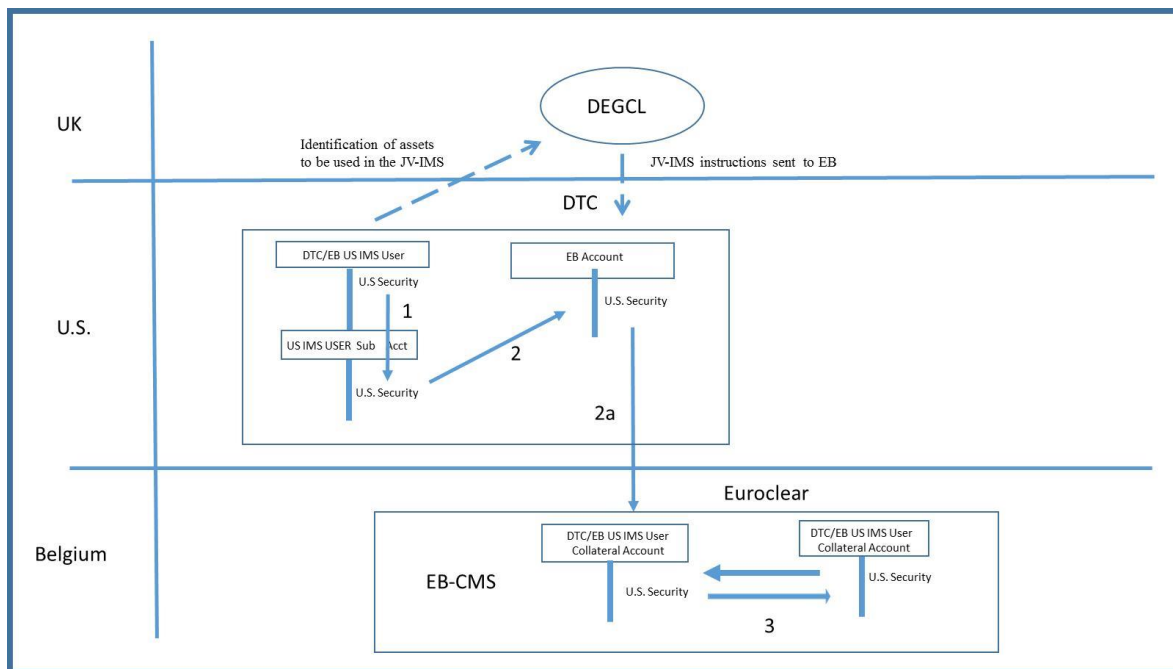 UK
DEGCL
Identification of assets
to be used in the JV-IMS
JV-IMS instructions sent to EB
DTC
U.S.
DTC/EB US IMS User
U.S Security
1
US IMS USER Sub Acct
U.S. Security
2
EB Account
U.S. Security
2a
Belgium
Euroclear
EB-CMS
DTC/EB US IMS User
Collateral Account
U.S. Security
DTC/EB US IMS User
Collateral Account
U.S. Security
3